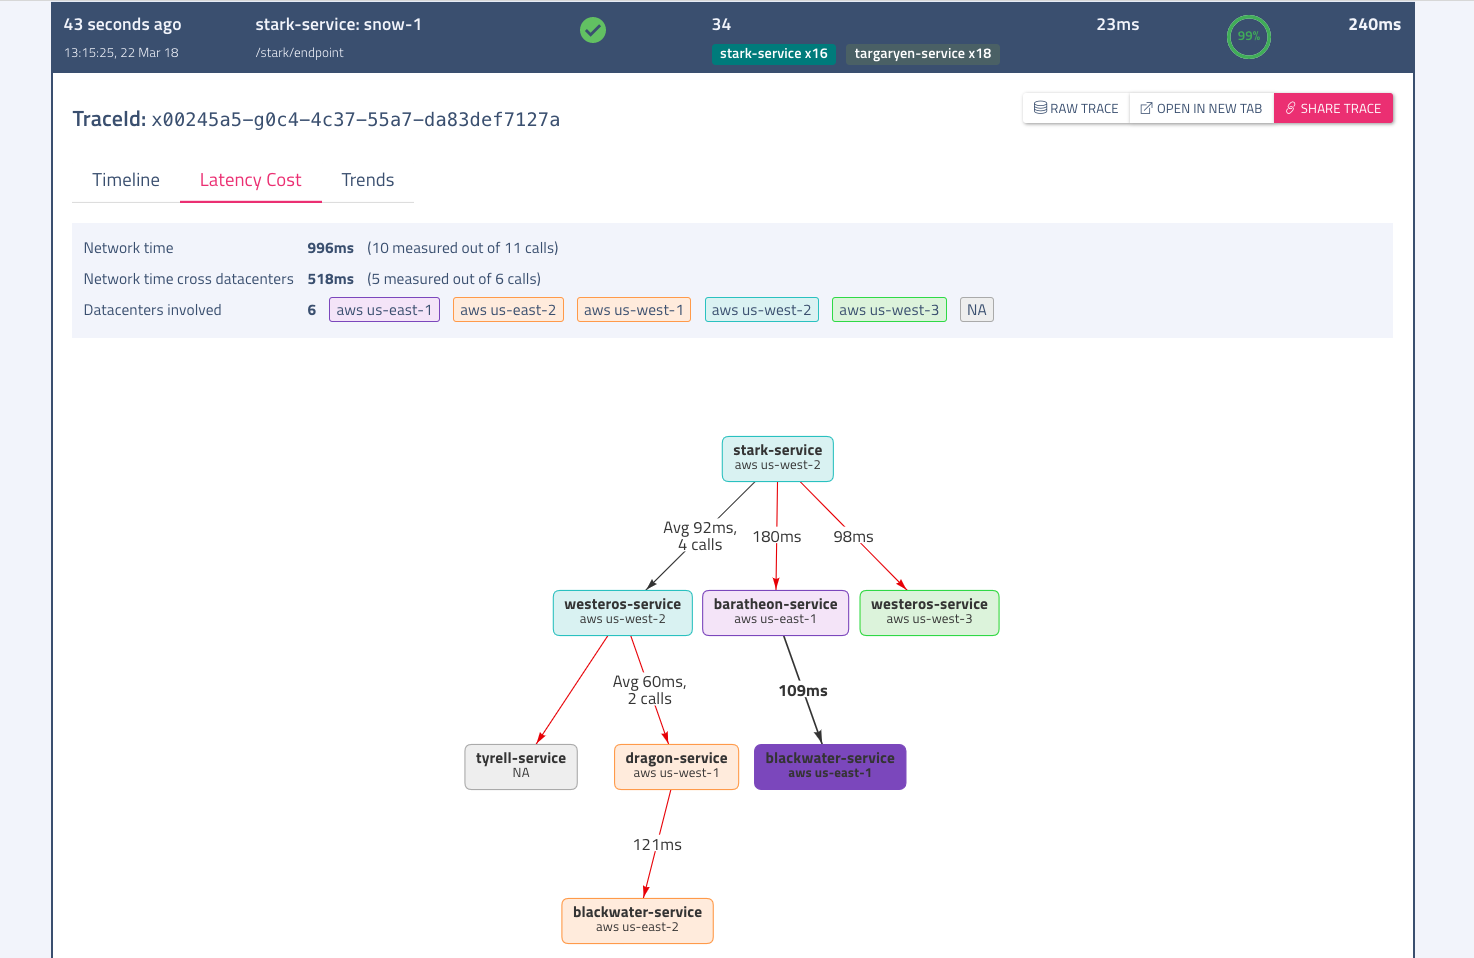 43 seconds ago
stark-service: snow-1
34
23ms
99%
240ms
13:15:25, 22 Mar 18
/stark/endpoint
stark-service x16
targaryen-service x18
TraceId: x00245a5-g0c4-4c37-55a7-da83def7127a
RAW TRACE
OPEN IN NEW TAB
SHARE TRACE
Timeline
Latency Cost
Trends
Network time 996ms (10 measured out of 11 calls)
Network time cross datacenters 518ms (5 measured out of 6 calls)
Datacenters involved 6 aws us-east-1 aws us-east-2 aws us-west-1 aws us-west-2 aws us-west-3 NA
stark-service
aws us-west-2
Avg 92ms,
4 calls
180ms
98ms
westeros-service
aws us-west-2
baratheon-service
aws us-east-1
westeros-service
aws us-west-3
Avg 60ms,
2 calls
109ms
tyrell-service
NA
dragon-service
aws us-west-1
blackwater-service
aws us-east-1
121ms
blackwater-service
aws us-east-2